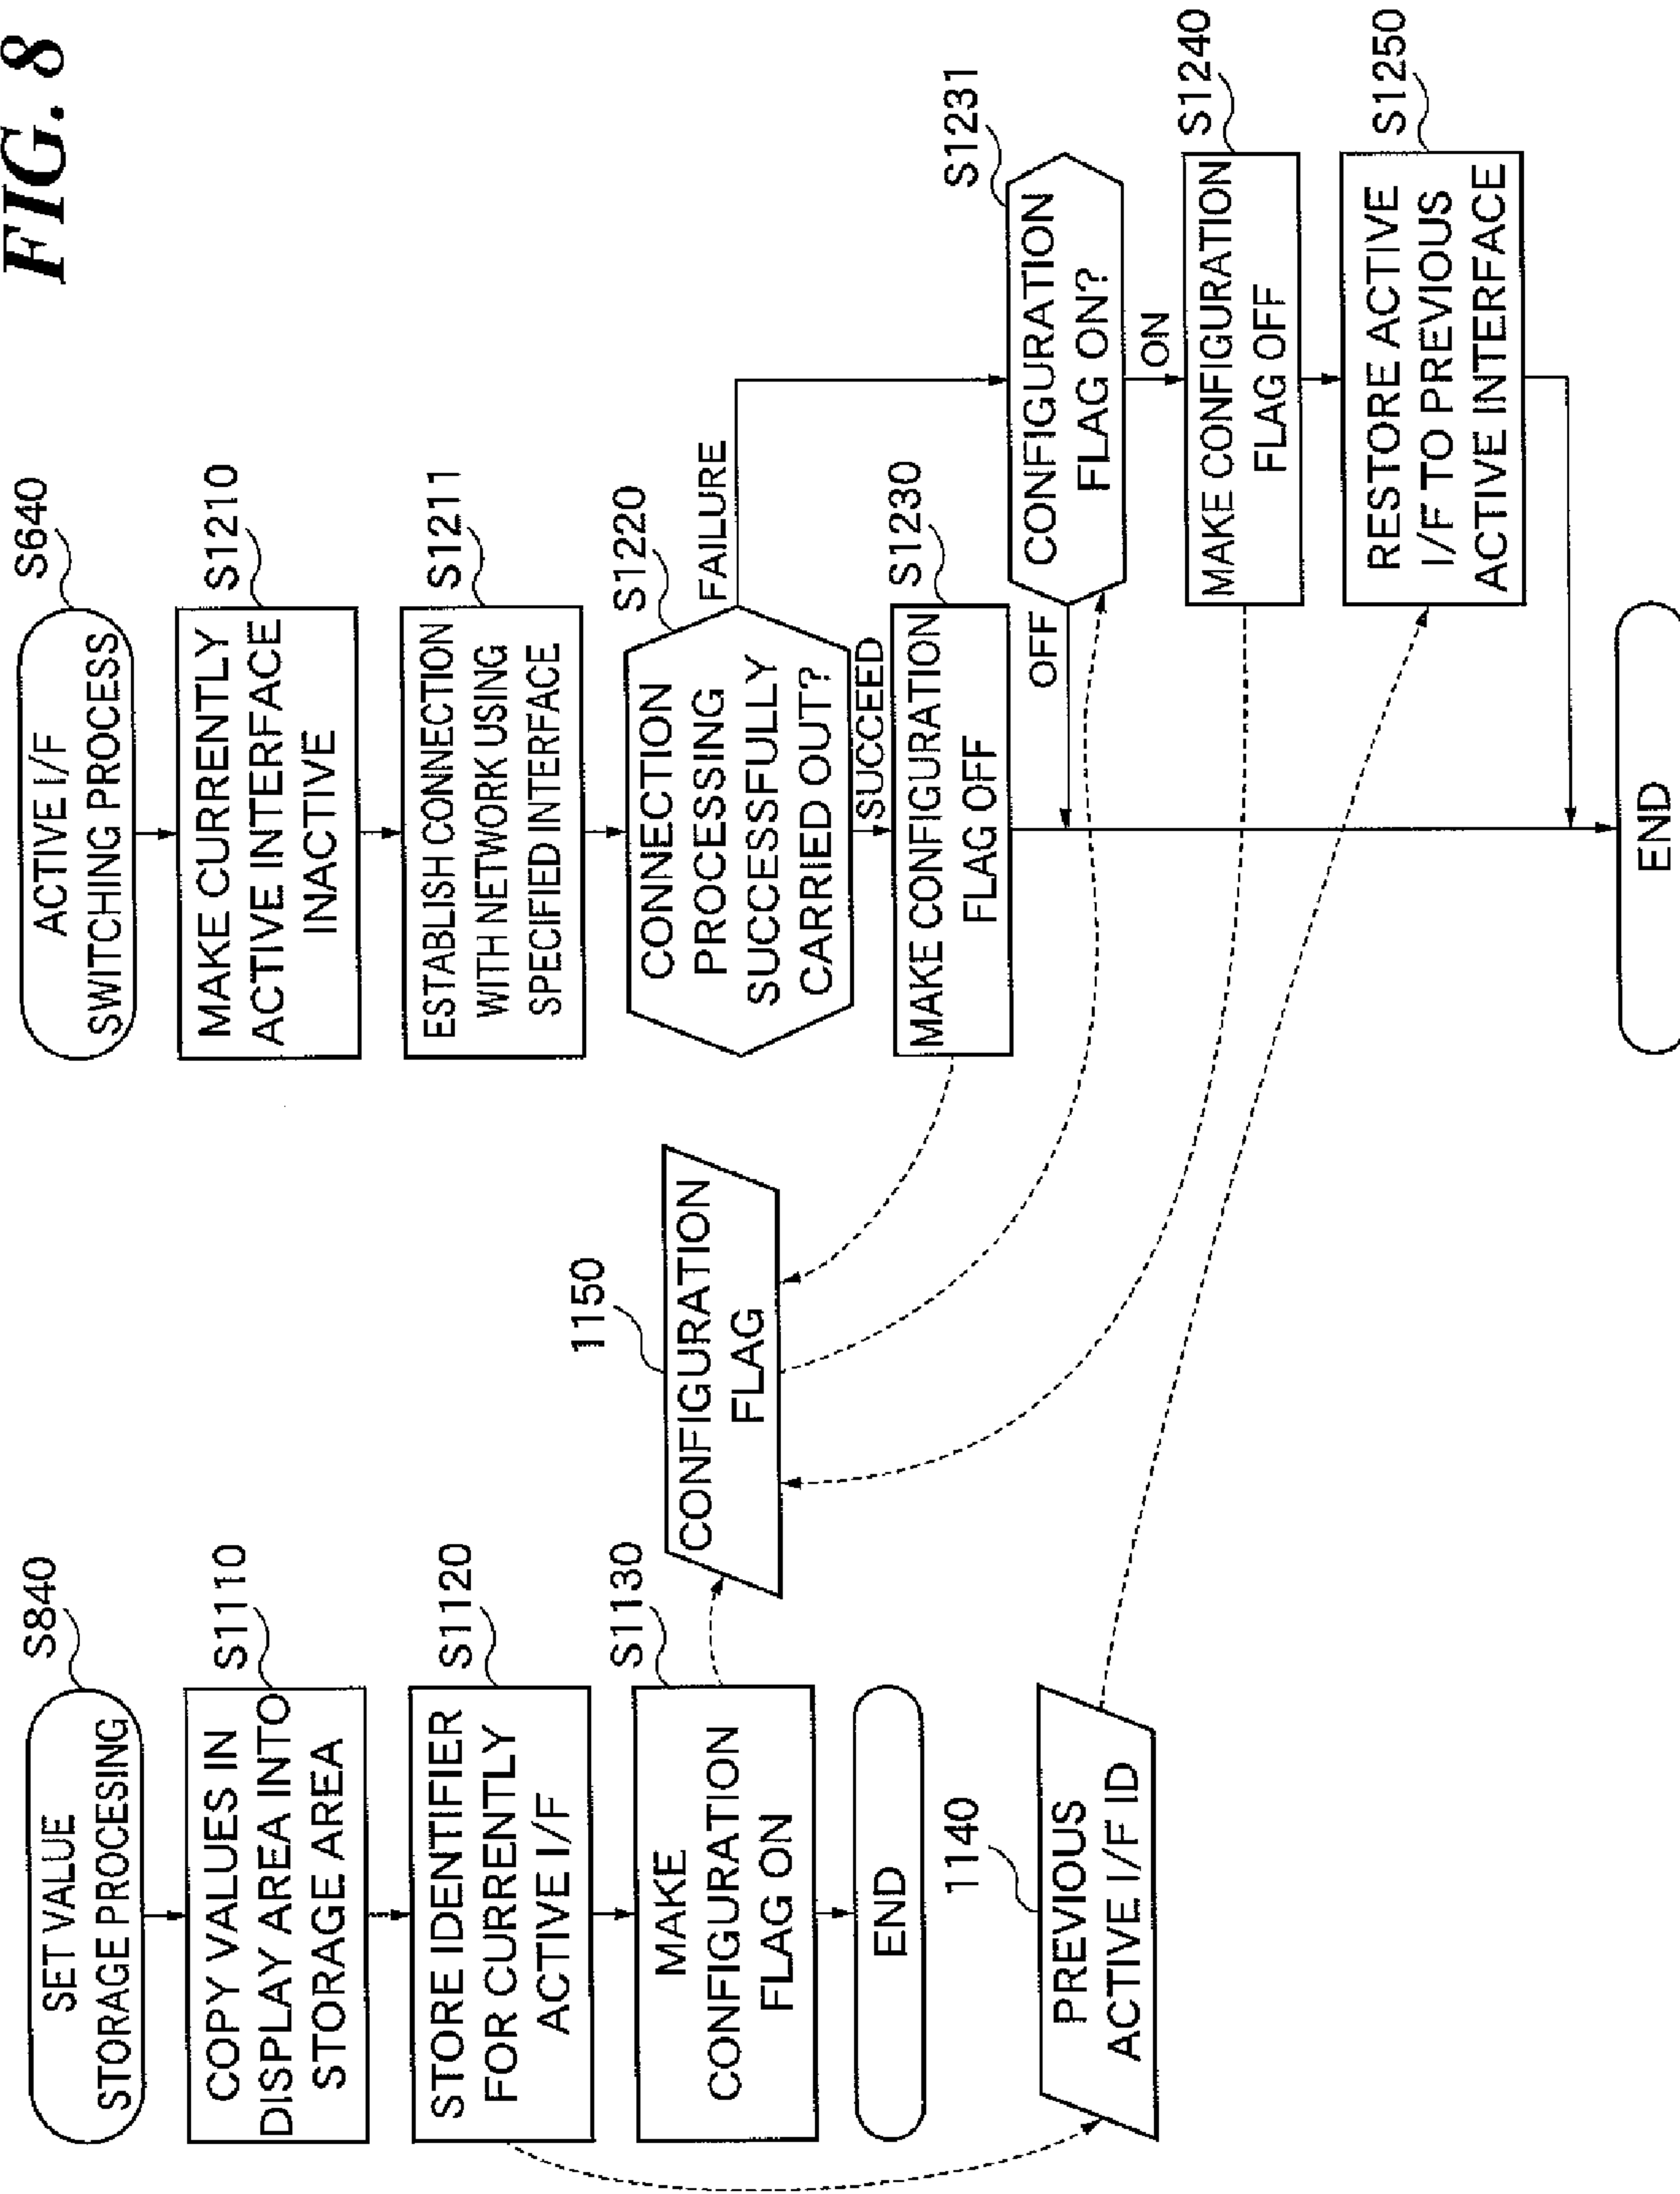 FIG. 8
S840
SET VALUE
STORAGE PROCESING
S1110
COPY VALUES IN
DISPLAY AREA INTO
STORAGE AREA
S1120
STORE IDENTIFIER
FOR CURRENTLY
ACTIVE I/F
S1130
MAKE
CONFIGURATION
FLAG ON
END
1140
PREVIOUS
ACTIVE I/F ID
1150
CONFIGURATION
FLAG
S640
ACTIVE I/F
SWITCHING PROCESS
S1210
MAKE CURRENTLY
ACTIVE INTERFACE
INACTIVE
S1211
ESTABLISH CONNECTION
WITH NETWORK USING
SPECIFIED INTERFACE
S1220
CONNECTION
PROCESSING
SUCCESSFULLY
CARRIED OUT?
FAILURE
SUCCEED
S1230
MAKE CONFIGURATION
FLAG OFF
S1231
CONFIGURATION
FLAG ON?
OFF
ON
S1240
MAKE CONFIGURATION
FLAG OFF
S1250
RESTORE ACTIVE
I/F TO PREVIOUS
ACTIVE INTERFACE
END